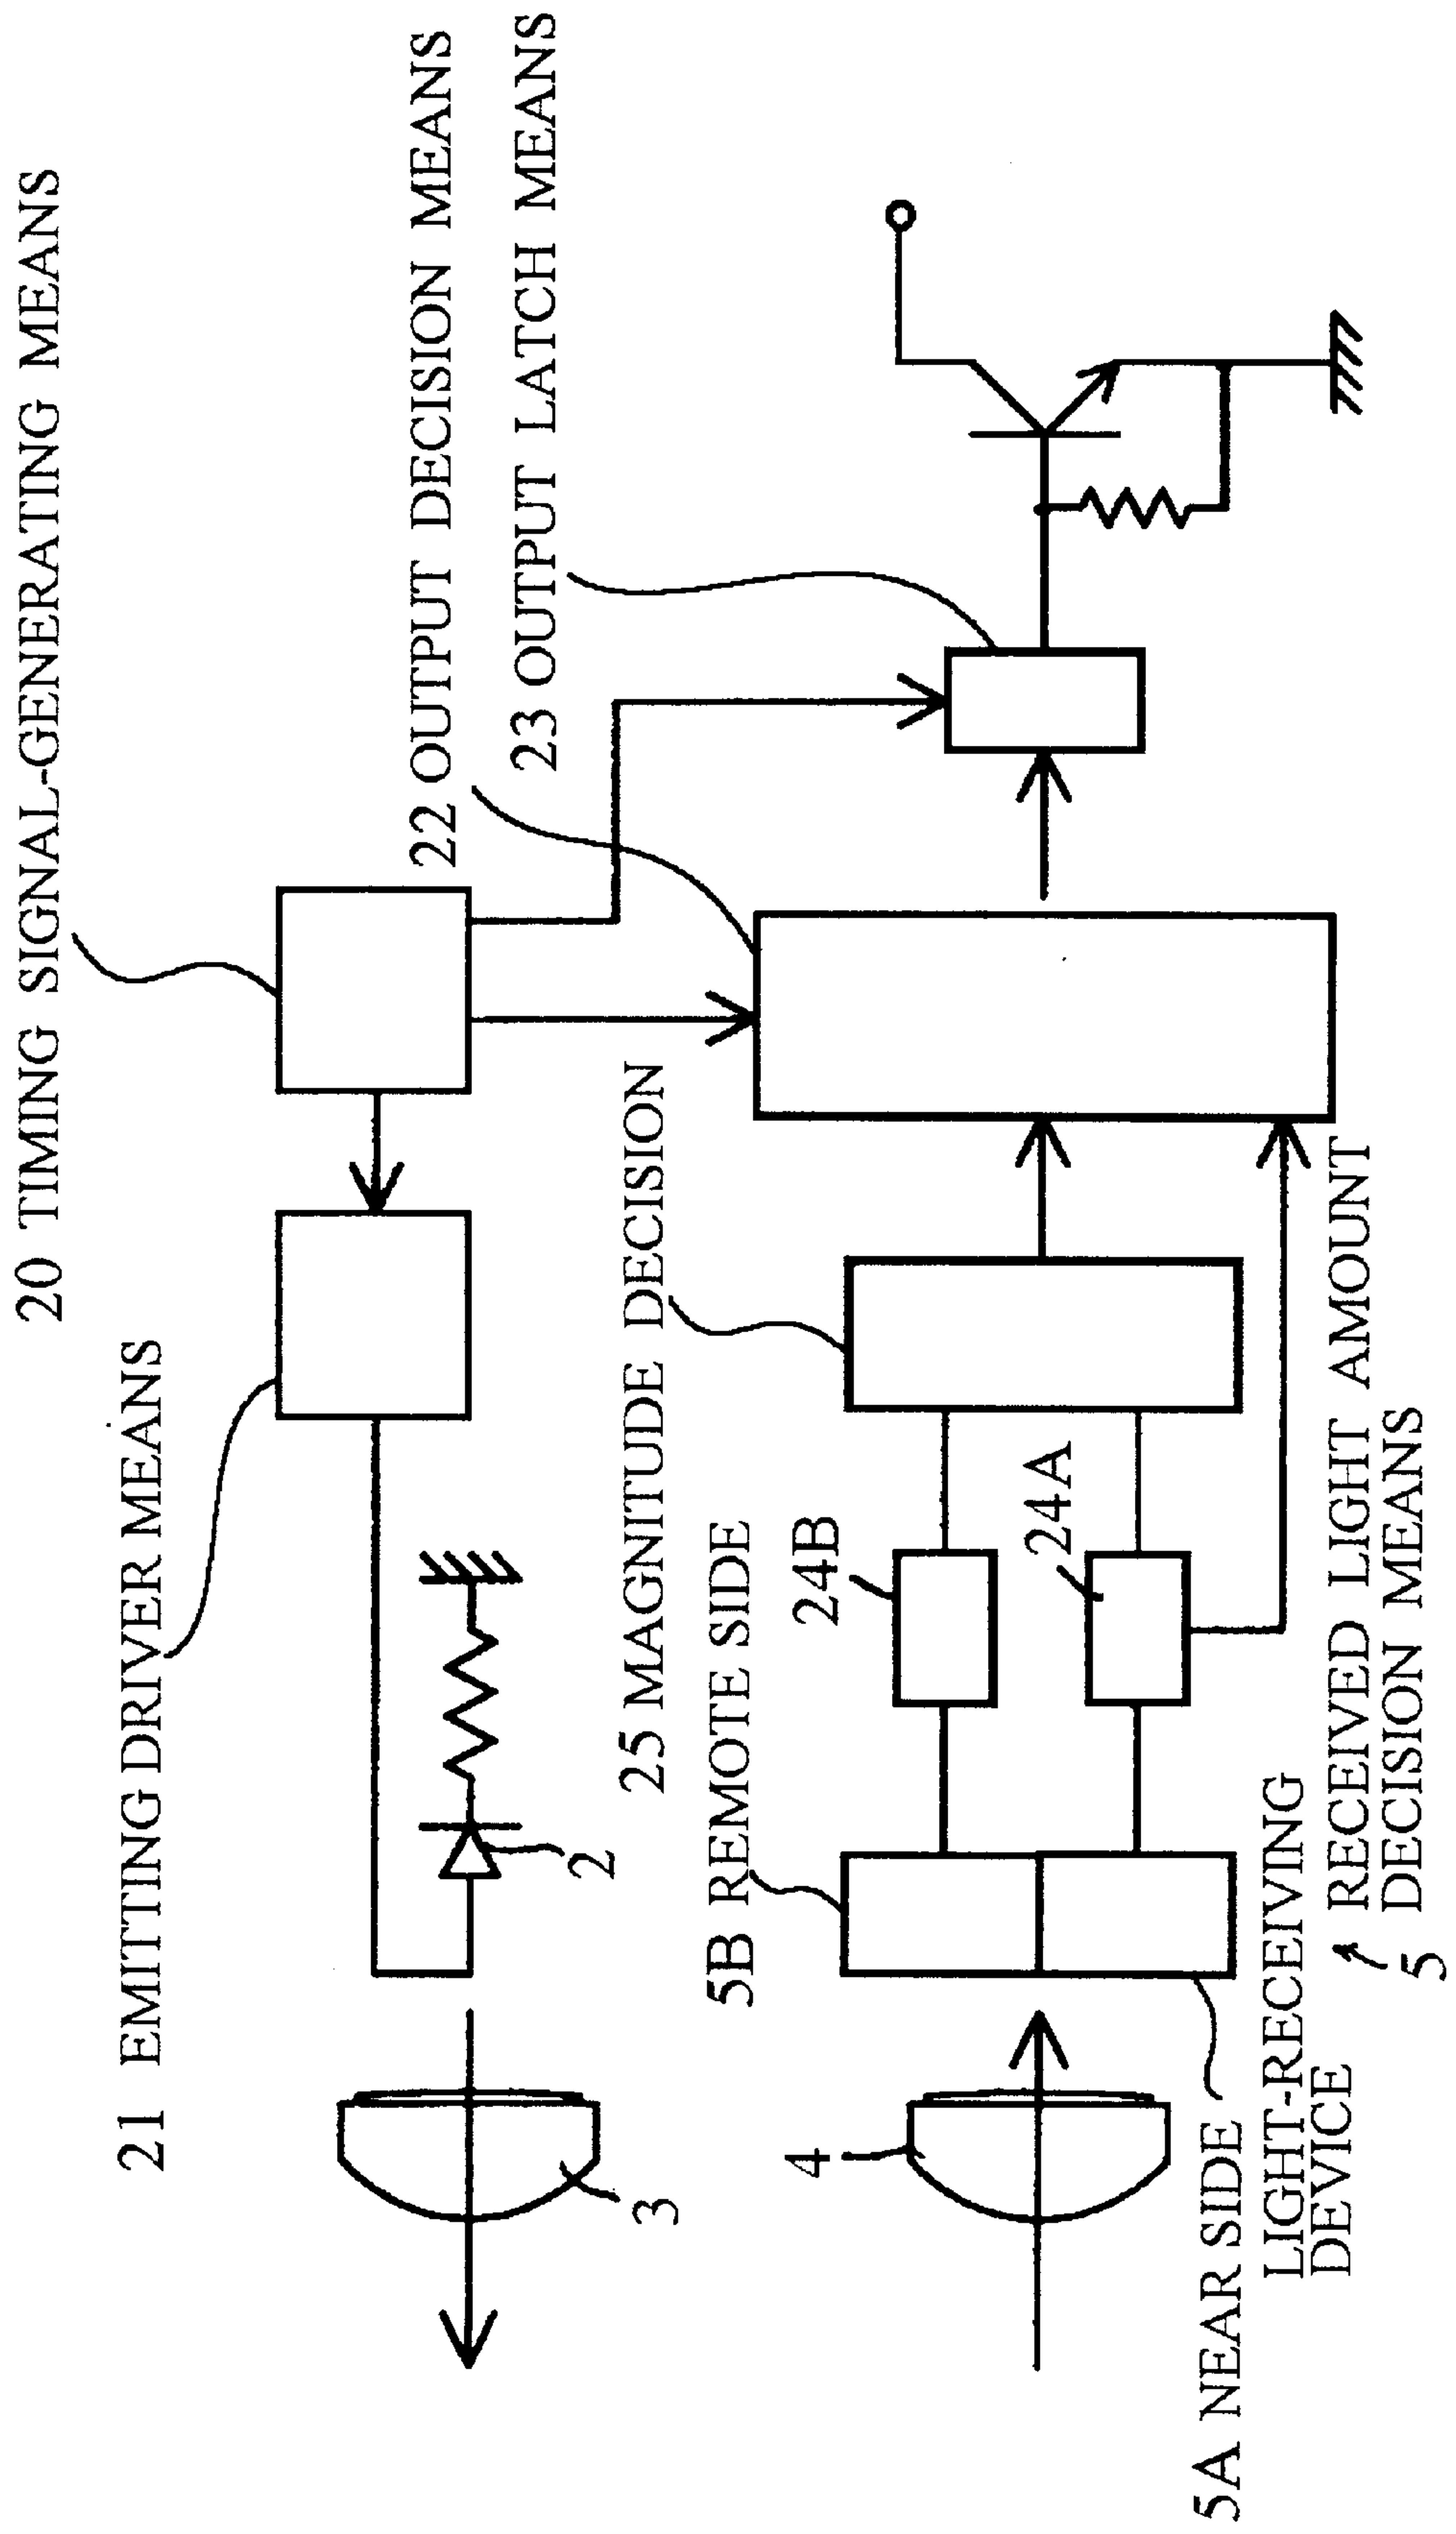 20 TIMING SIGNAL-GENERATING MEANS
21 EMITTING DRIVER MEANS
22 OUTPUT DECISION MEANS
23 OUTPUT LATCH MEANS
2
3
25 MAGNITUDE DECISION
5B REMOTE SIDE
24B
24A
4
5A NEAR SIDE
LIGHT-RECEIVING
DEVICE
RECEIVED LIGHT AMOUNT
DECISION MEANS
5